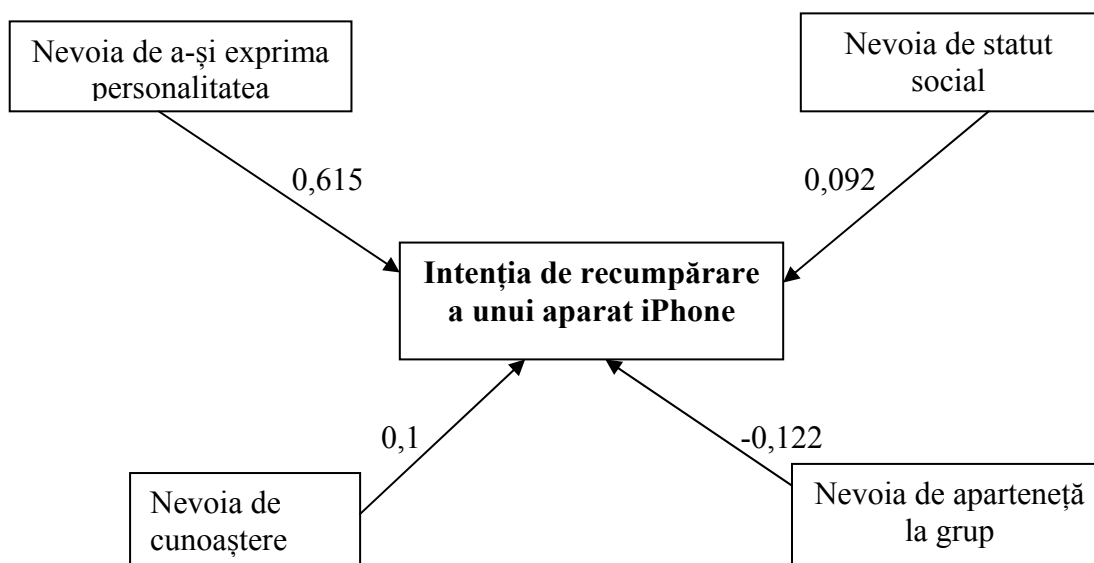 Nevoia de a-și exprima
personalitatea
Nevoia de statut
social
0,615
0,092
Intenția de recumpărare
a unui aparat iPhone
0,1
-0,122
Nevoia de
cunoaștere
Nevoia de aparteneță
la grup